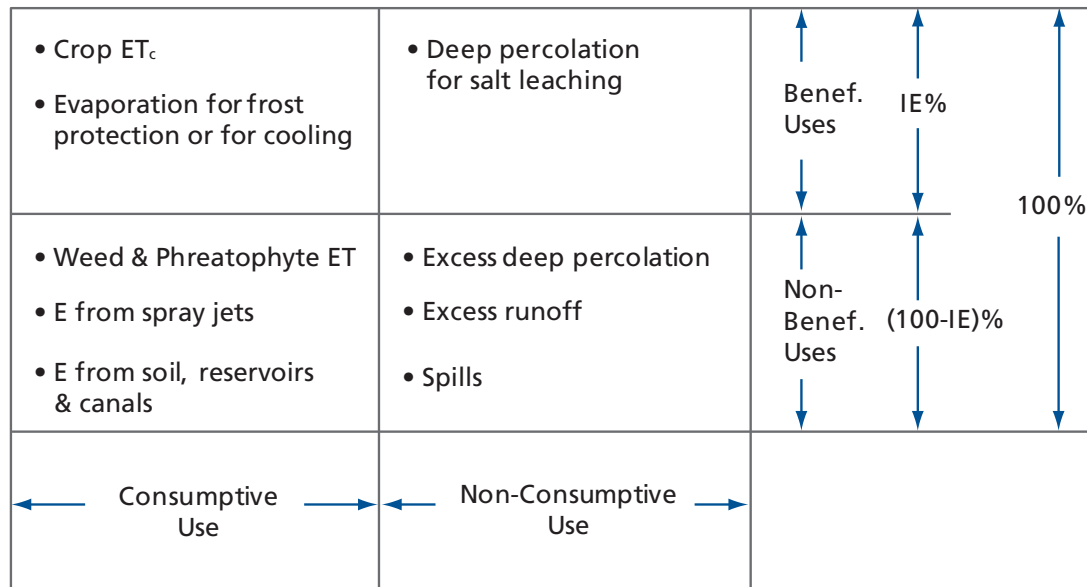 • Crop ETc
• Evaporation for frost
protection or for cooling
• Deep percolation
for salt leaching
Benef.
Uses
IE%
100%
• Weed & Phreatophyte ET
• E from spray jets
• E from soil, reservoirs
& canals
• Excess deep percolation
• Excess runoff
• Spills
Non-
Benef.
Uses
(100-IE)%
Consumptive
Use
Non-Consumptive
Use